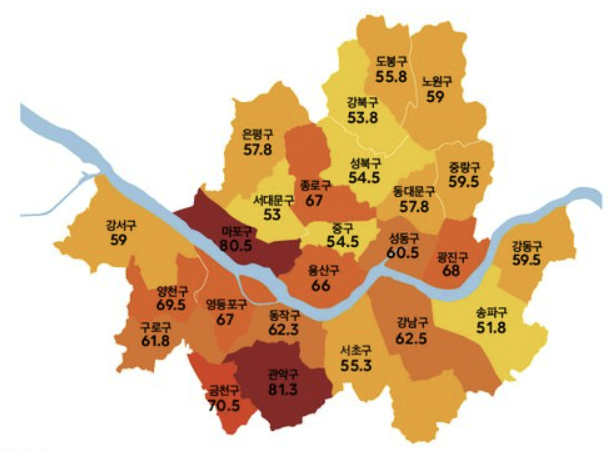 도봉구
55.8
노원구
59
강북구
53.8
은평구
57.8
성북구
54.5
중랑구
59.5
종로구
67
동대문구
57.8
서대문구
53
강서구
59
마포구
80.5
중구
54.5
성동구
60.5
광진구
68
강동구
59.5
용산구
66
양천구
69.5
영등포구
67
동작구
62.3
구로구
61.8
강남구
62.5
송파구
51.8
서초구
55.3
금천구
70.5
관악구
81.3